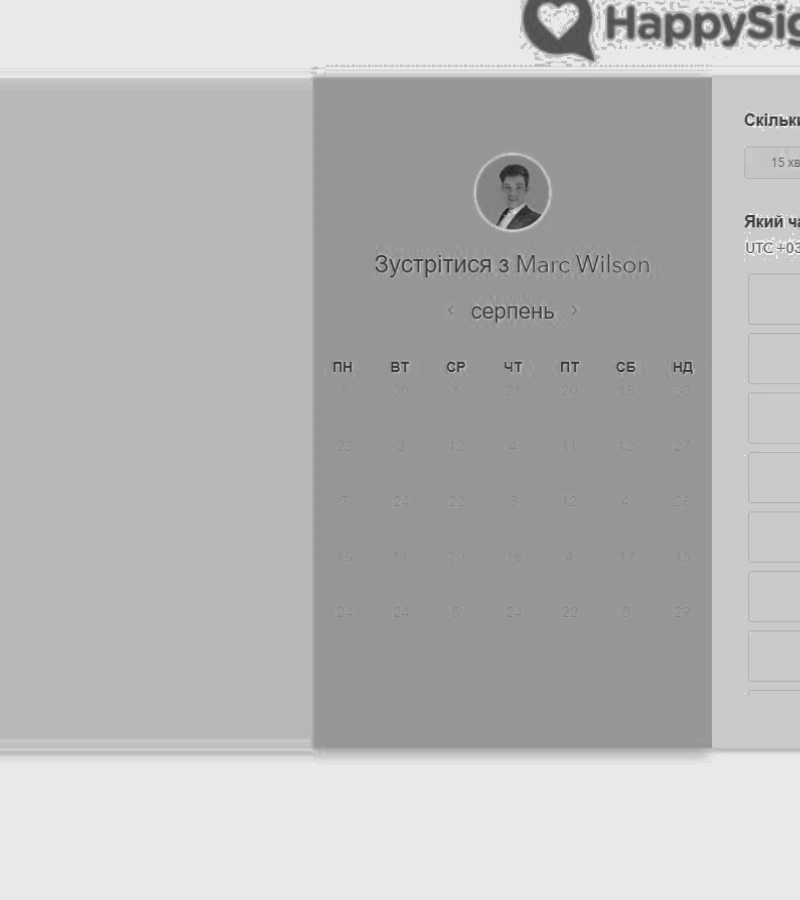 HappySig
Зустрітися з Marc Wilson
< серпень >
ПН ВТ СР ЧТ ПТ СБ НД
8 30 6 21 20 15 30
23 3 12 4 11 12 27
7 24 22 3 12 4 26
15 11 20 16 4 17 15
24 24 5 24 22 8 29
Скільки
15 хв
Який ча
UTC +03